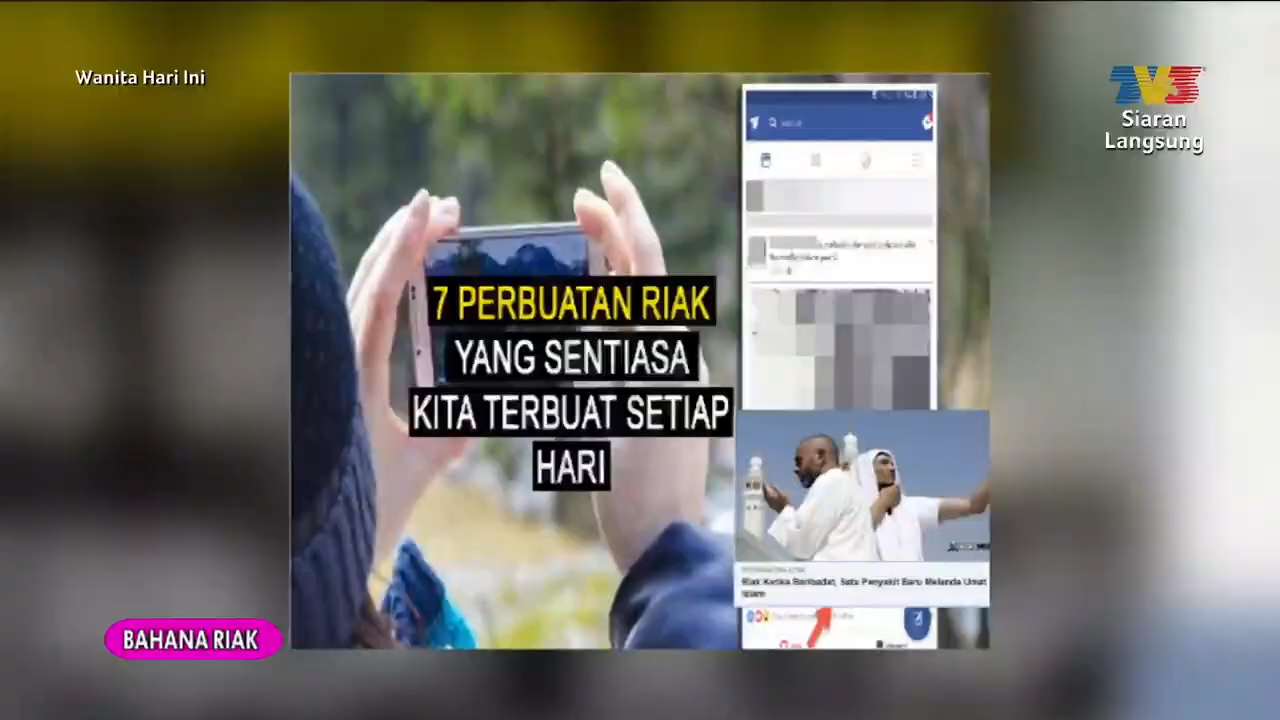 Wanita Hari Ini
TV3
Siaran
Langsung
7 PERBUATAN RIAK
YANG SENTIASA
KITA TERBUAT SETIAP
HARI
Riak Ketika Beribadat, Satu Penyakit Baru Melanda Umat
Islam
BAHANA RIAK